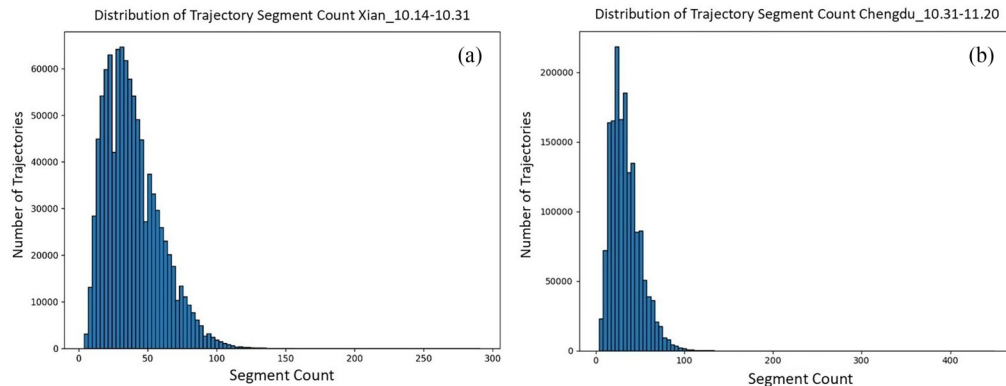 Distribution of Trajectory Segment Count Xian_10.14-10.31
(a)
Number of Trajectories
60000
50000
40000
30000
20000
10000
0
0 50 100 150 200 250 300
Segment Count
Distribution of Trajectory Segment Count Chengdu_10.31-11.20
(b)
Number of Trajectories
200000
150000
100000
50000
0
0 100 200 300 400
Segment Count